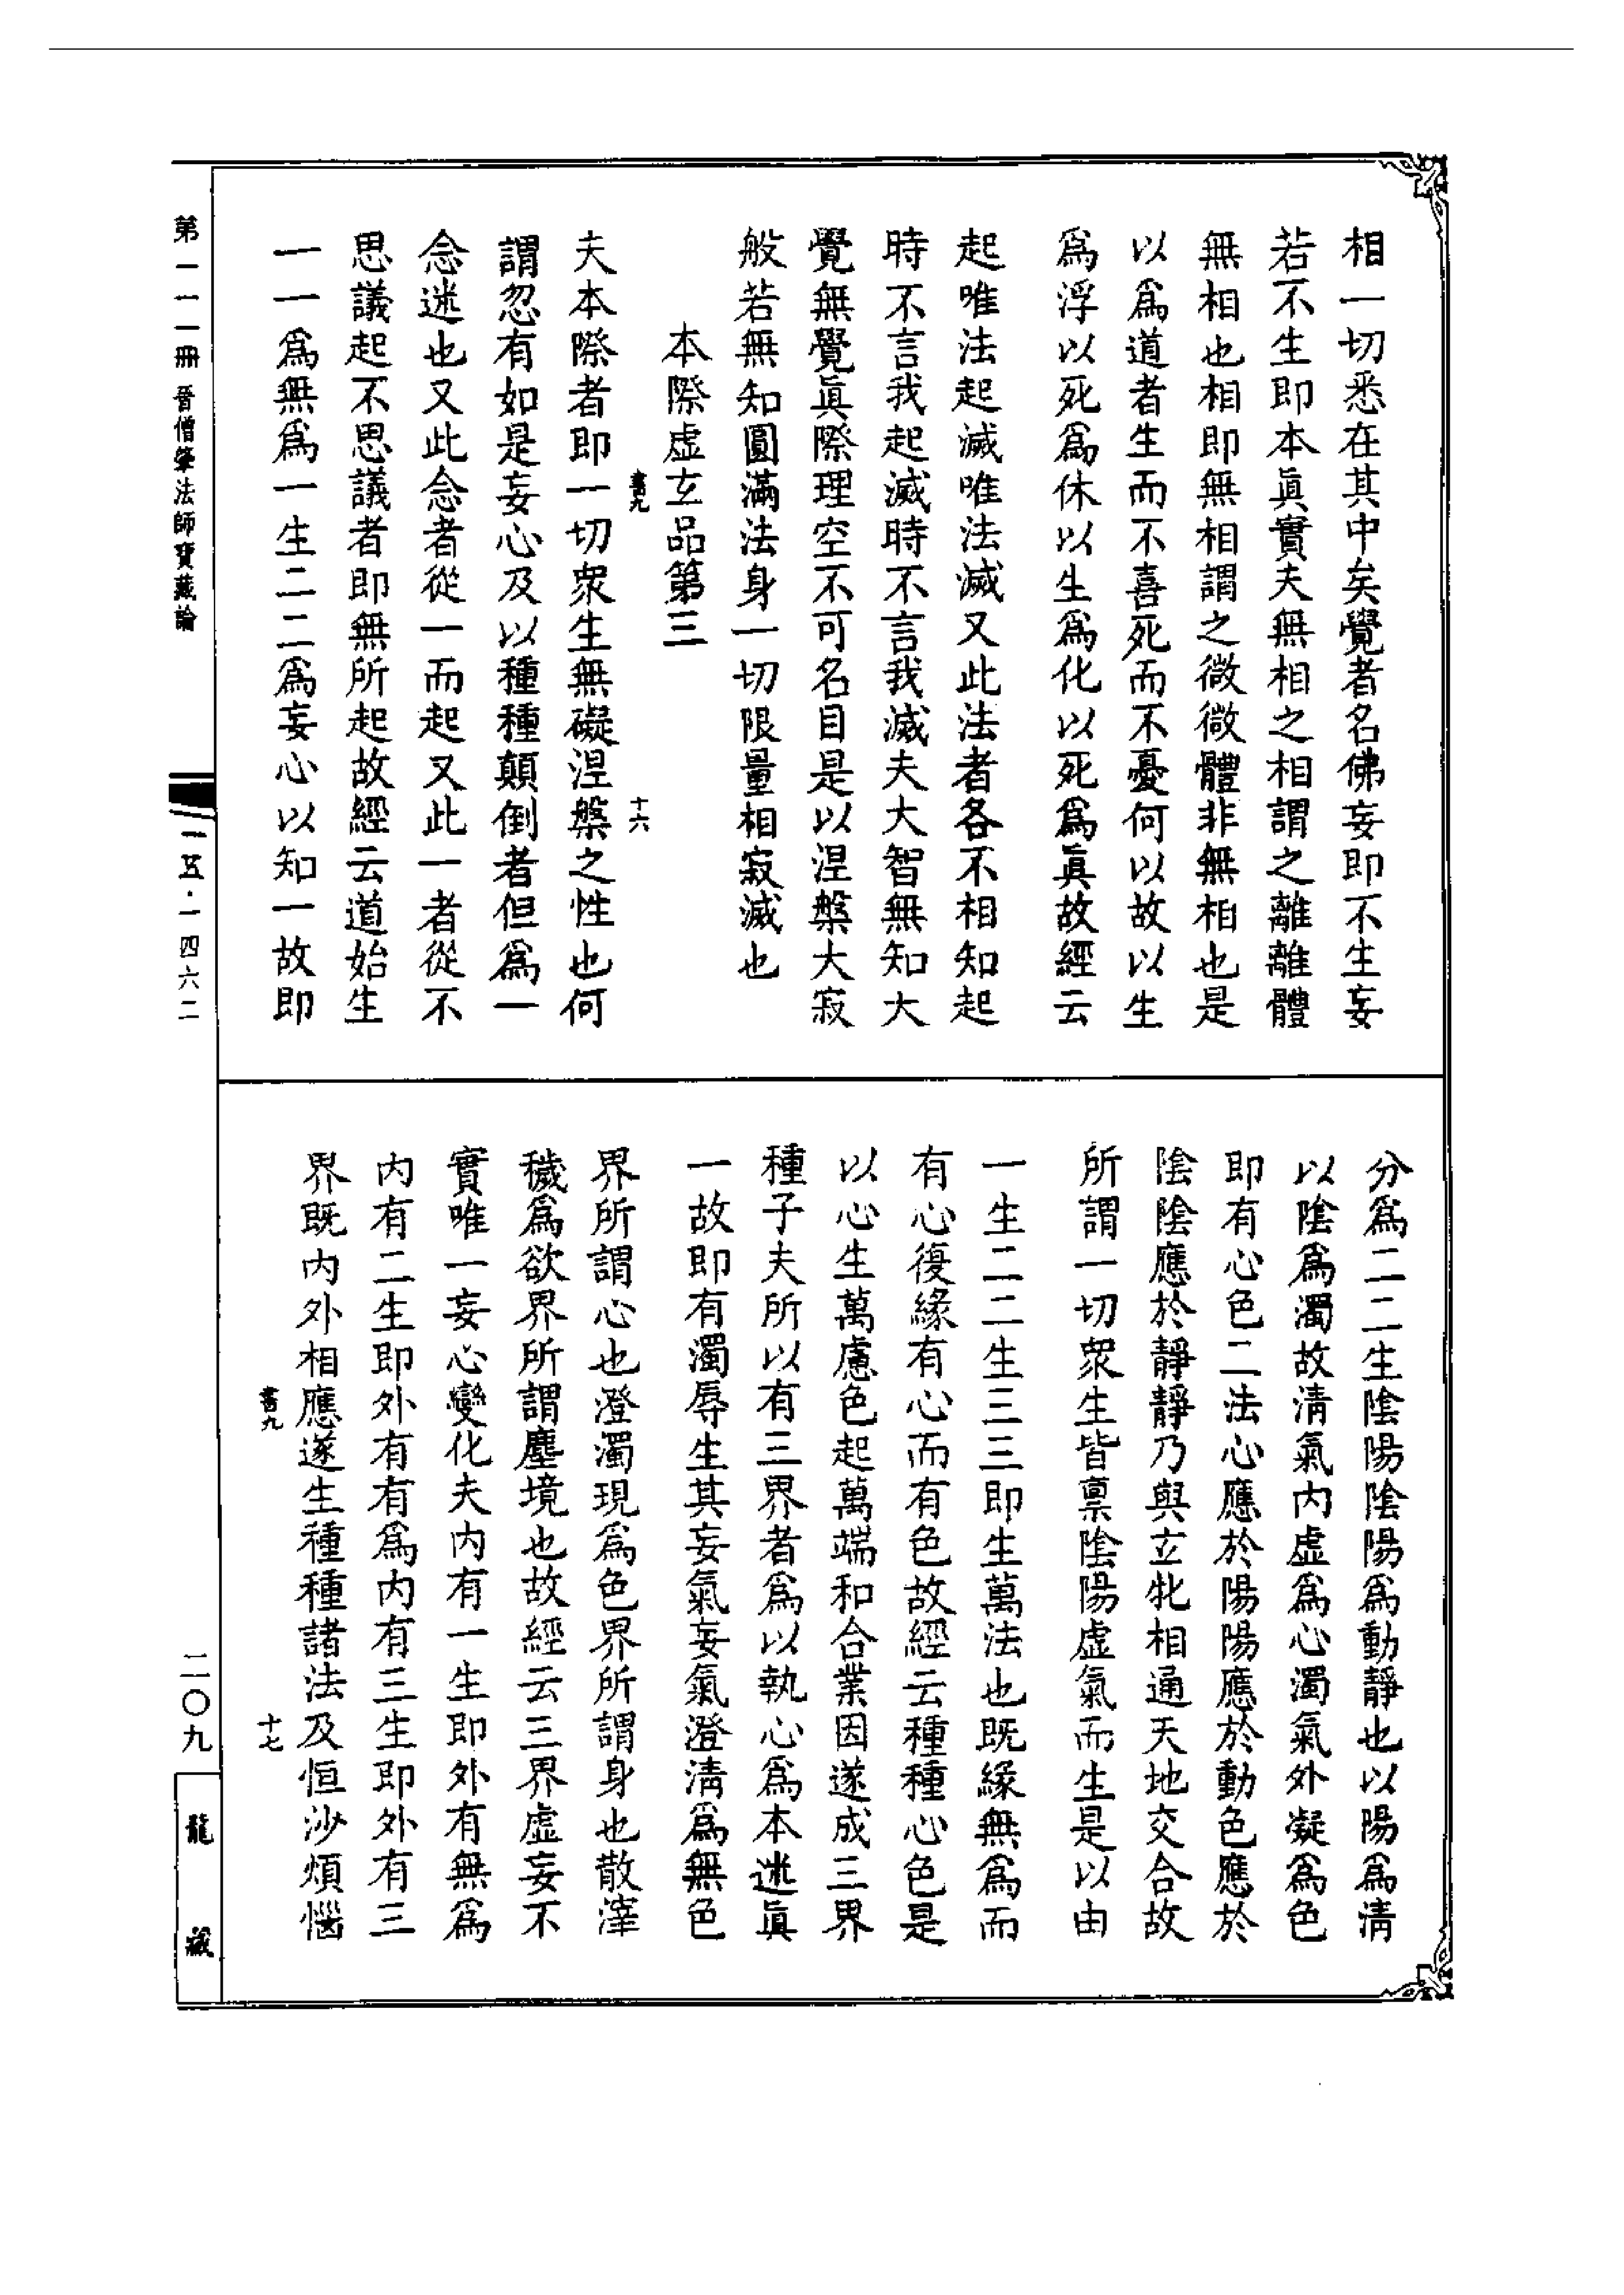 相一切悉在其中矣覺者名佛妄即不生妄
若不生即本眞實夫無相之相謂之離離體
無相也相即無相謂之微微體非無相也是
以爲道者生而不喜死而不憂何以故以生
爲浮以死爲休以生爲化以死爲眞故經云
起唯法起滅唯法滅又此法者各不相知起
時不言我起滅時不言我滅夫大智無知大
覺無覺眞際理空不可名目是以涅槃大寂
般若無知圓滿法身一切限量相寂滅也
本際虛玄品第三
書九 十六
夫本際者即一切衆生無礙涅槃之性也何
謂忽有如是妄心及以種種顛倒者但爲一
念迷也又此念者從一而起又此一者從不
思議起不思議者即無所起故經云道始生
一一爲無爲一生二二爲妄心以知一故即
分爲二二生陰陽陰陽爲動靜也以陽爲清
以陰爲濁故清氣內虛爲心濁氣外凝爲色
即有心色二法心應於陽陽應於動色應於
陰陰應於靜靜乃與玄牝相通天地交合故
所謂一切衆生皆稟陰陽虛氣而生是以由
一生二二生三三即生萬法也既緣無爲而
有心復緣有心而有色故經云種種心色是
以心生萬慮色起萬端和合業因遂成三界
種子夫所以有三界者爲以執心爲本迷眞
一故即有濁辱生其妄氣妄氣澄清爲無色
界所謂心也澄濁現爲色界所謂身也散滓
穢爲欲界所謂塵境也故經云三界虛妄不
實唯一妄心變化夫內有一生即外有無爲
內有二生即外有有爲內有三生即外有三
界既內外相應遂生種種諸法及恒沙煩惱
書九 十七
第一一一冊 晉僧肇法師寶藏論
一五·一四六二
二〇九
龍藏